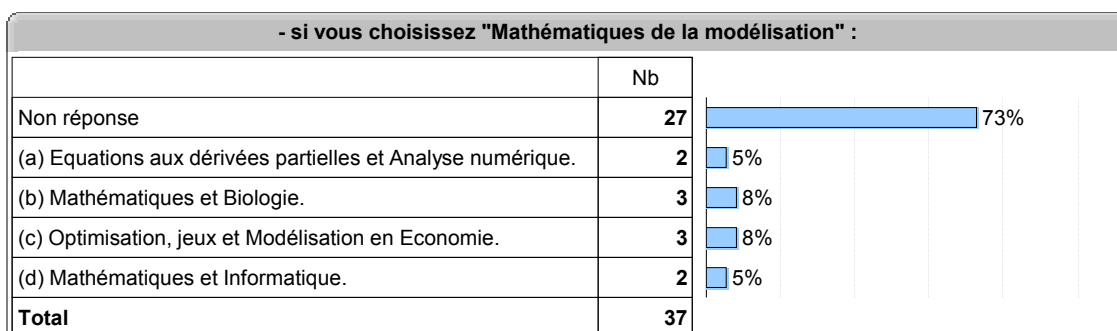 - si vous choisissez "Mathématiques de la modélisation" :
Nb
Non réponse 27 73%
(a) Equations aux dérivées partielles et Analyse numérique. 2 5%
(b) Mathématiques et Biologie. 3 8%
(c) Optimisation, jeux et Modélisation en Economie. 3 8%
(d) Mathématiques et Informatique. 2 5%
Total 37